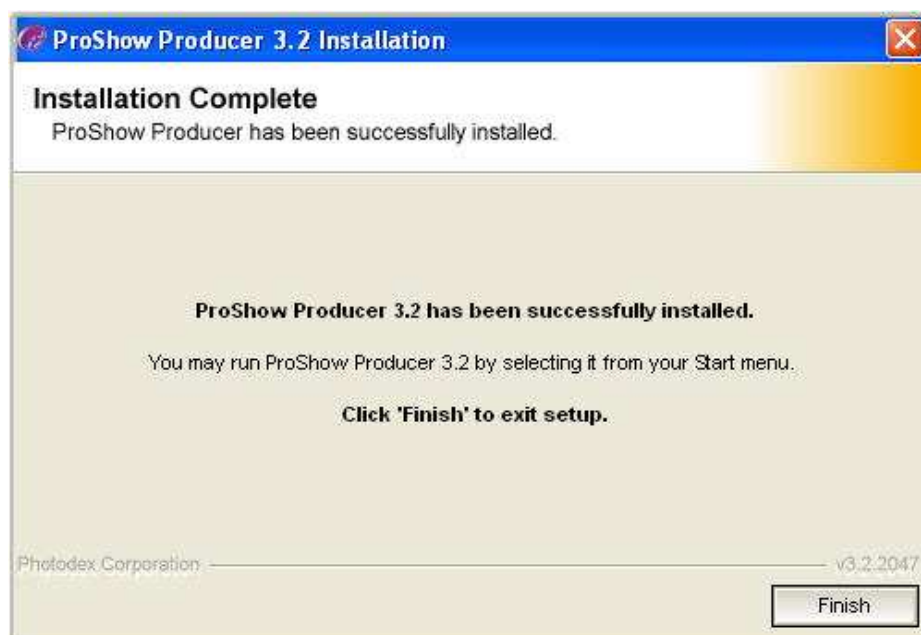 ProShow Producer 3.2 Installation
Installation Complete
ProShow Producer has been successfully installed.
ProShow Producer 3.2 has been successfully installed.
You may run ProShow Producer 3.2 by selecting it from your Start menu.
Click 'Finish' to exit setup.
Photodex Corporation v3.2.2047
Finish